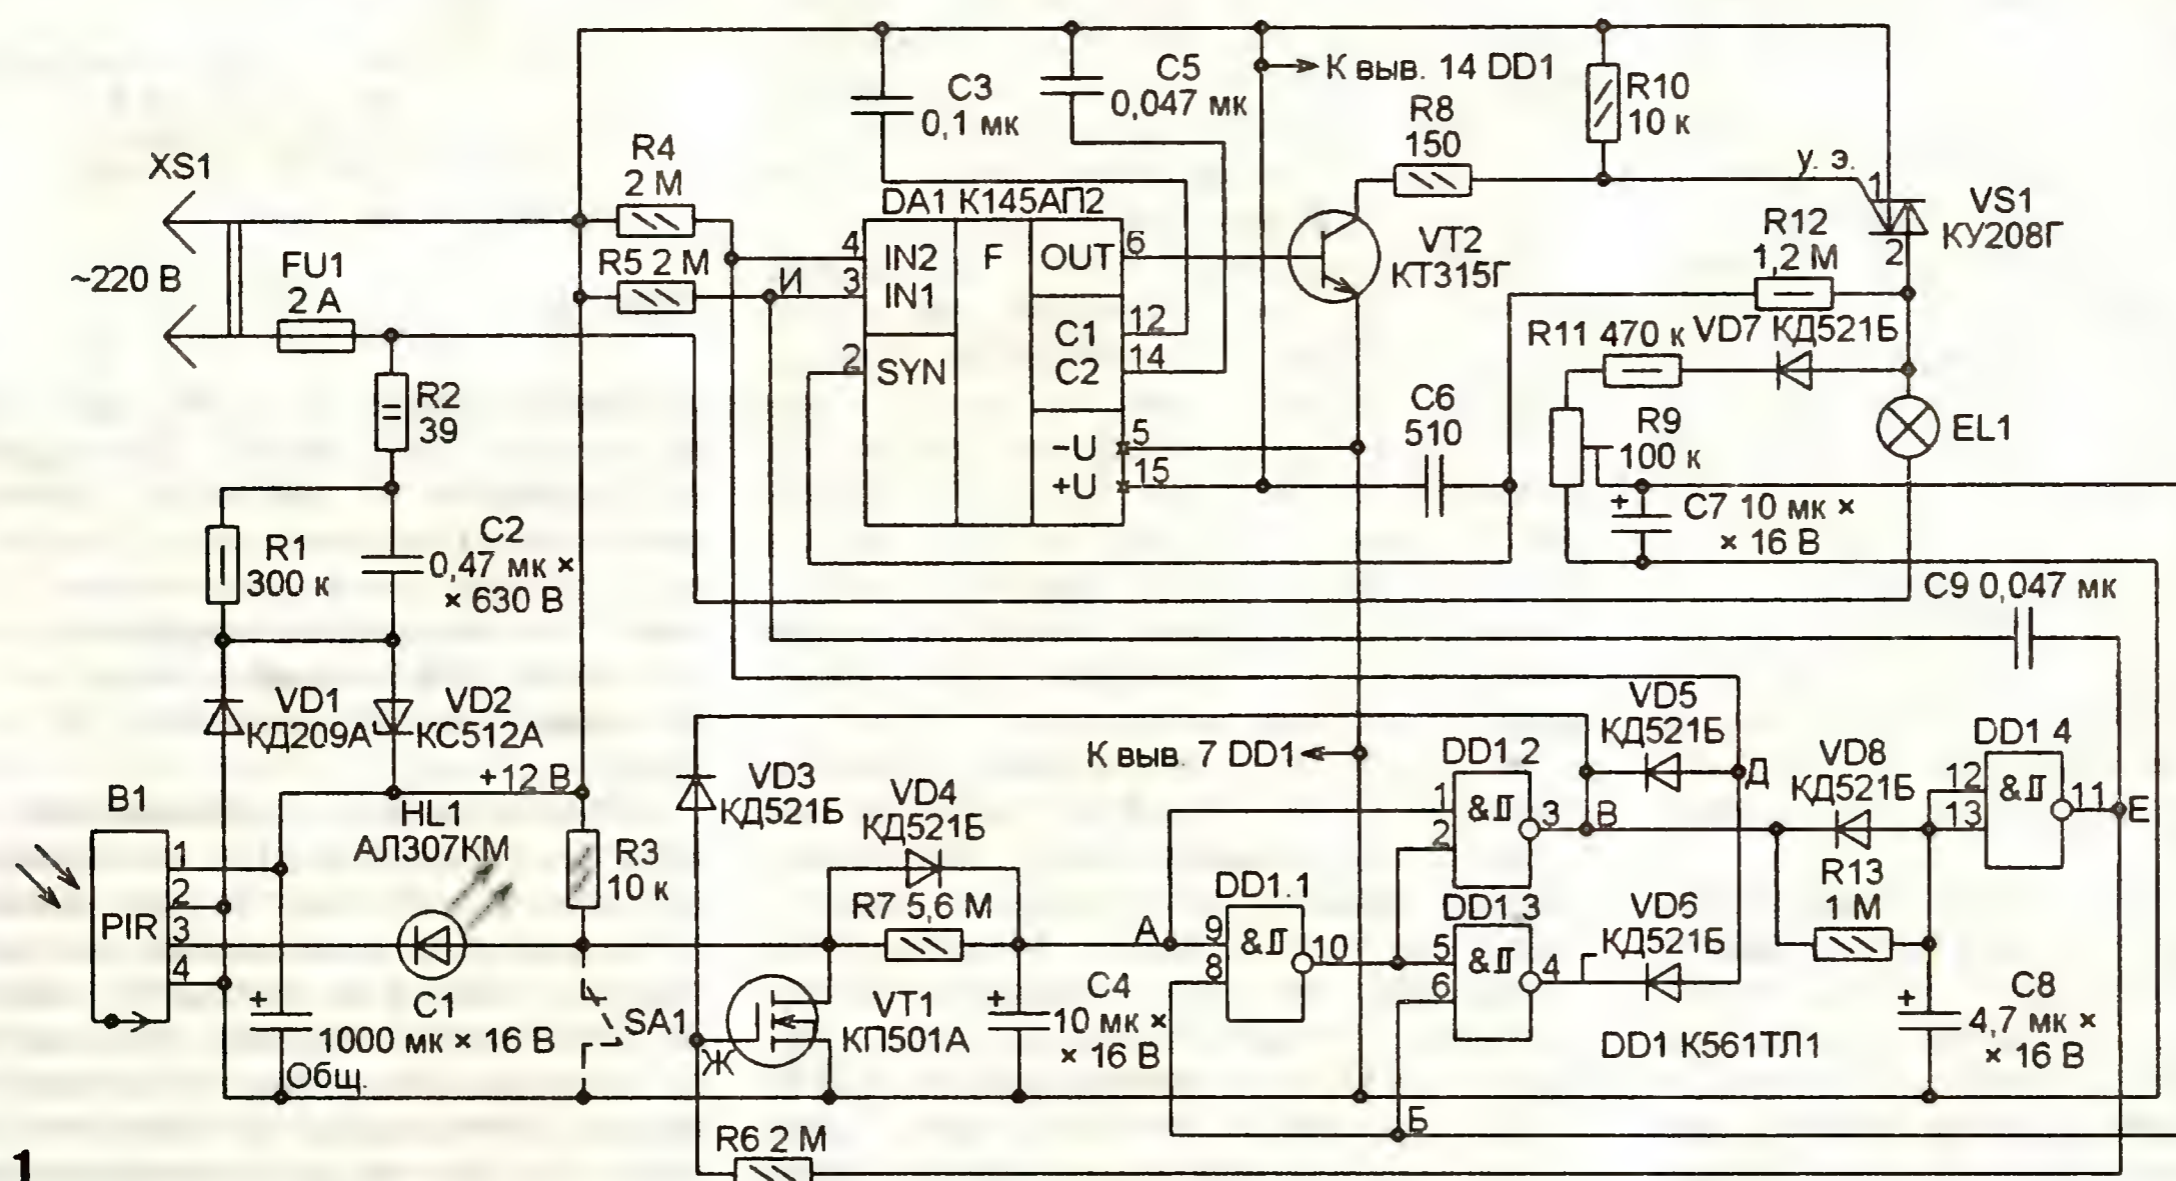 C3
0,1 мк
C5
0,047 мк
К выв. 14 DD1
R8
150
R10
10 к
у. э.
1
2
VS1
КУ208Г
XS1
~220 В
FU1
2 А
R4
2 М
R5 2 М
И
DA1 К145АП2
4
3
2
IN2
IN1
SYN
F
OUT
C1
C2
–U
+U
6
12
14
5
15
VT2
КТ315Г
R12
1,2 М
R11 470 к
VD7 КД521Б
R9
100 к
EL1
C6
510
+
C7 10 мк ×
× 16 В
C9 0,047 мк
R2
39
R1
300 к
C2
0,47 мк ×
× 630 В
VD1
КД209А
VD2
КС512А
+12 В
B1
PIR
1
2
3
4
HL1
АЛ307КМ
R3
10 к
+
C1
1000 мк × 16 В
Общ.
SA1
VD3
КД521Б
Ж
VD4
КД521Б
R7 5,6 М
VT1
КП501А
+
C4
10 мк ×
× 16 В
К выв. 7 DD1
А
9
8
DD1.1
&
10
DD1.2
1
2
&
3
В
DD1.3
5
6
&
4
VD5
КД521Б
Д
VD6
КД521Б
DD1 К561ТЛ1
VD8
КД521Б
R13
1 М
DD1 4
12
13
&
11
Е
+
C8
4,7 мк ×
× 16 В
Б
R6 2 М
1